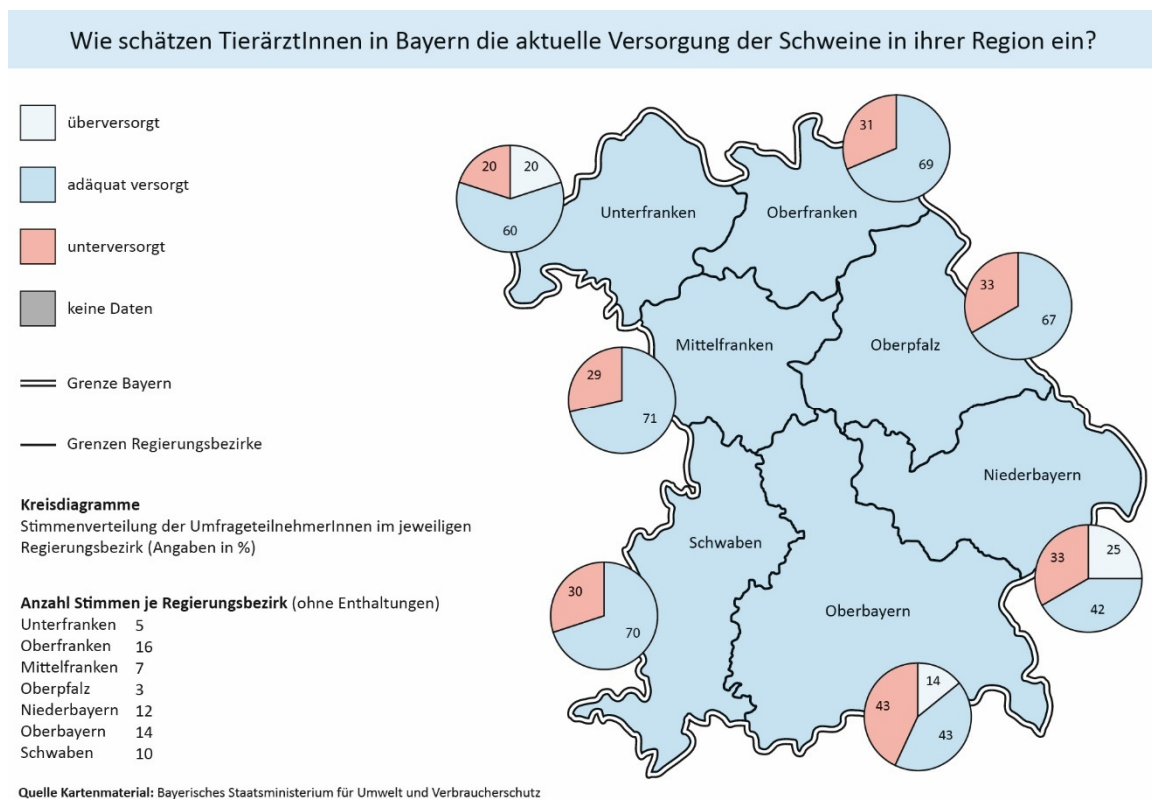 Wie schätzen TierärztInnen in Bayern die aktuelle Versorgung der Schweine in ihrer Region ein?
überversorgt
adäquat versorgt
unterversorgt
keine Daten
Grenze Bayern
Grenzen Regierungsbezirke
Kreisdiagramme
Stimmenverteilung der UmfrageteilnehmerInnen im jeweiligen
Regierungsbezirk (Angaben in %)
Anzahl Stimmen je Regierungsbezirk (ohne Enthaltungen)
Unterfranken 5
Oberfranken 16
Mittelfranken 7
Oberpfalz 3
Niederbayern 12
Oberbayern 14
Schwaben 10
Quelle Kartenmaterial: Bayerisches Staatsministerium für Umwelt und Verbraucherschutz
20 20
60
Unterfranken
31
69
Oberfranken
33
67
Oberpfalz
29
71
Mittelfranken
Niederbayern
33 25
42
Schwaben
30
70
Oberbayern
43 14
43